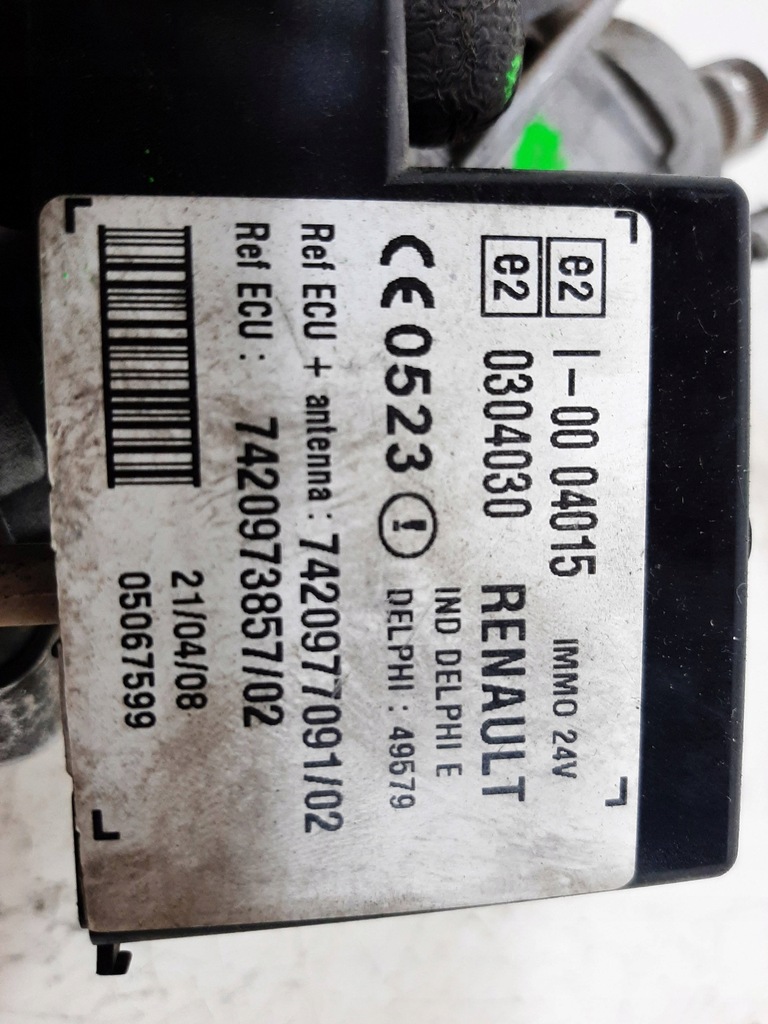 e2 I-00 04015 IMMO 24V
e2 0304030 RENAULT
IND DELPHI E
CE 0523 ! DELPHI : 49579
Ref ECU + antenna : 7420977091/02
Ref ECU : 7420973857/02
21/04/08
05067599